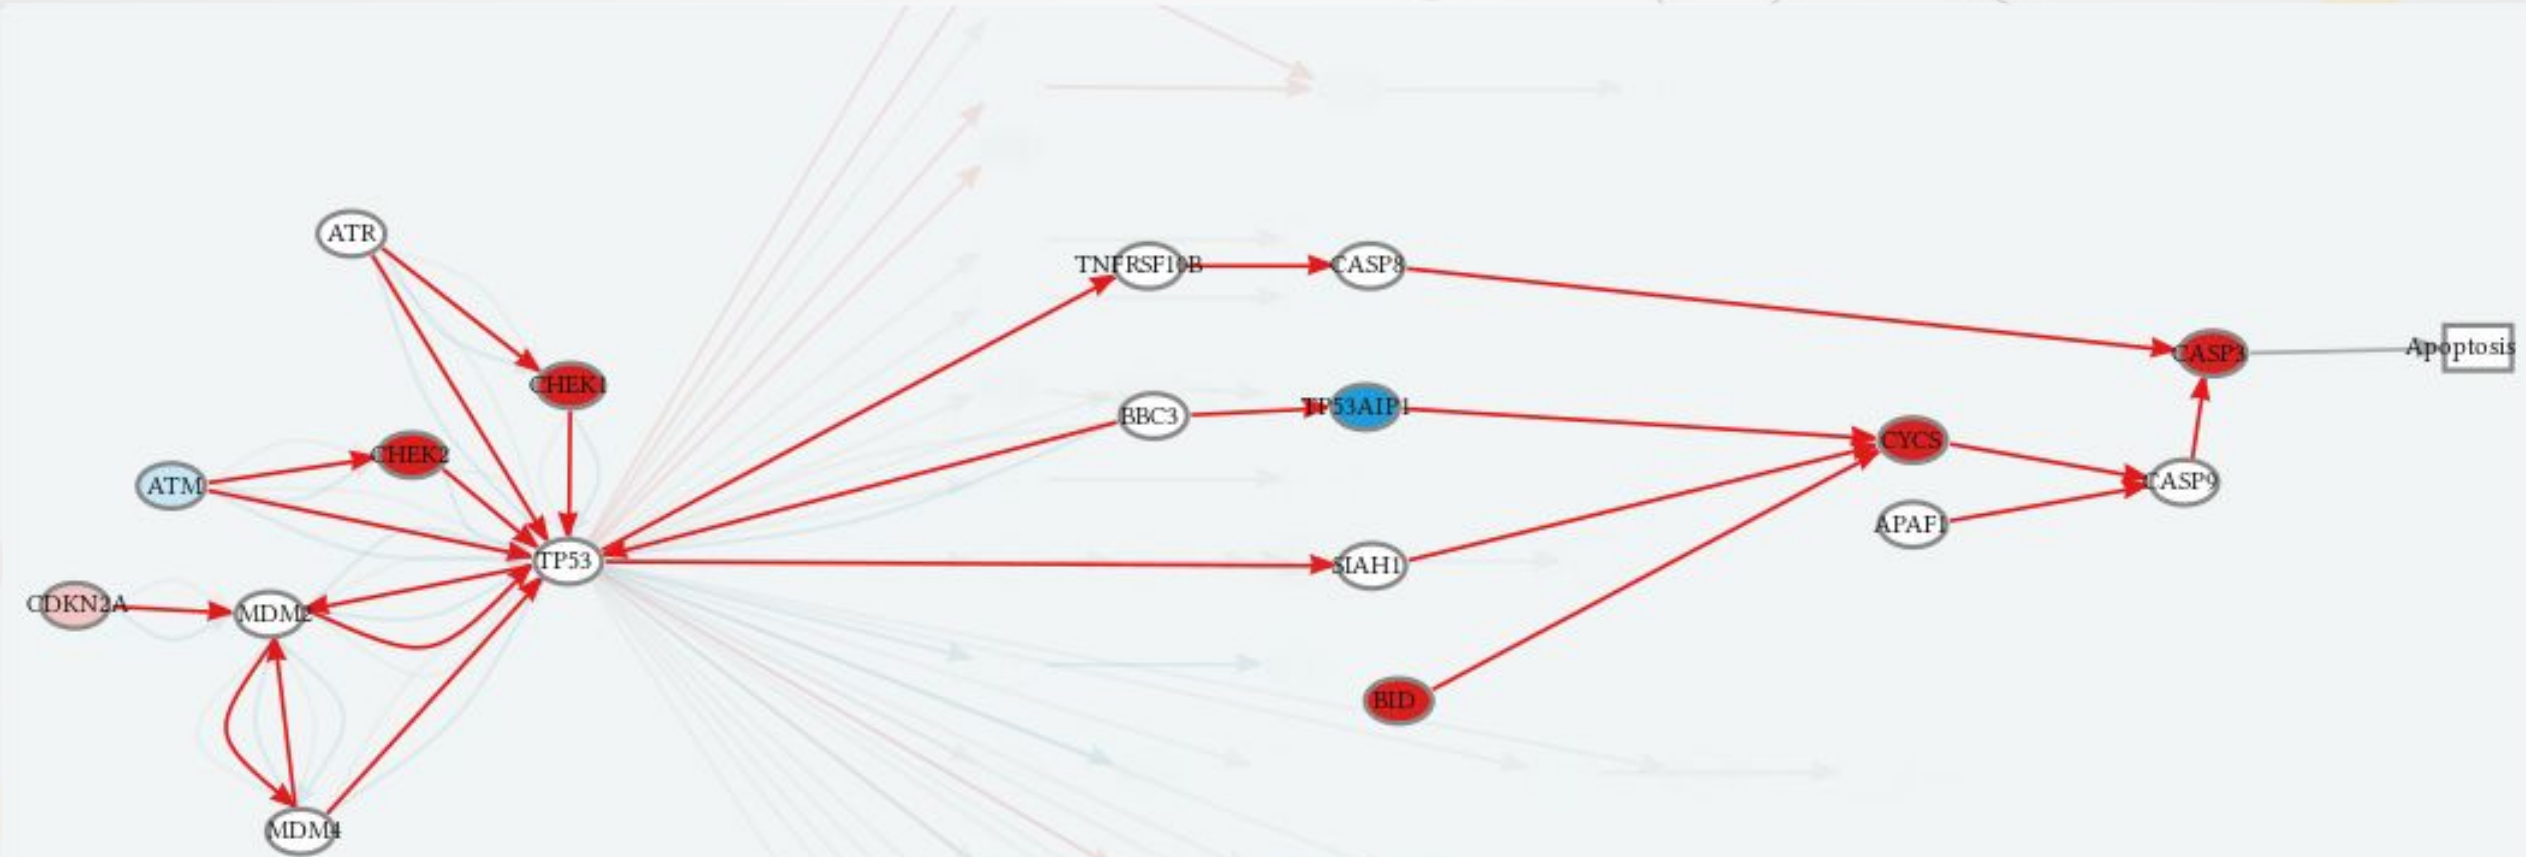 ATR
TNFRSF10B
CASP8
CASP3
Apoptosis
CHEK1
BBC3
TP53AIP1
CYCS
CHEK2
ATM
CASP9
APAF1
TP53
SIAH1
CDKN2A
MDM2
BID
MDM4